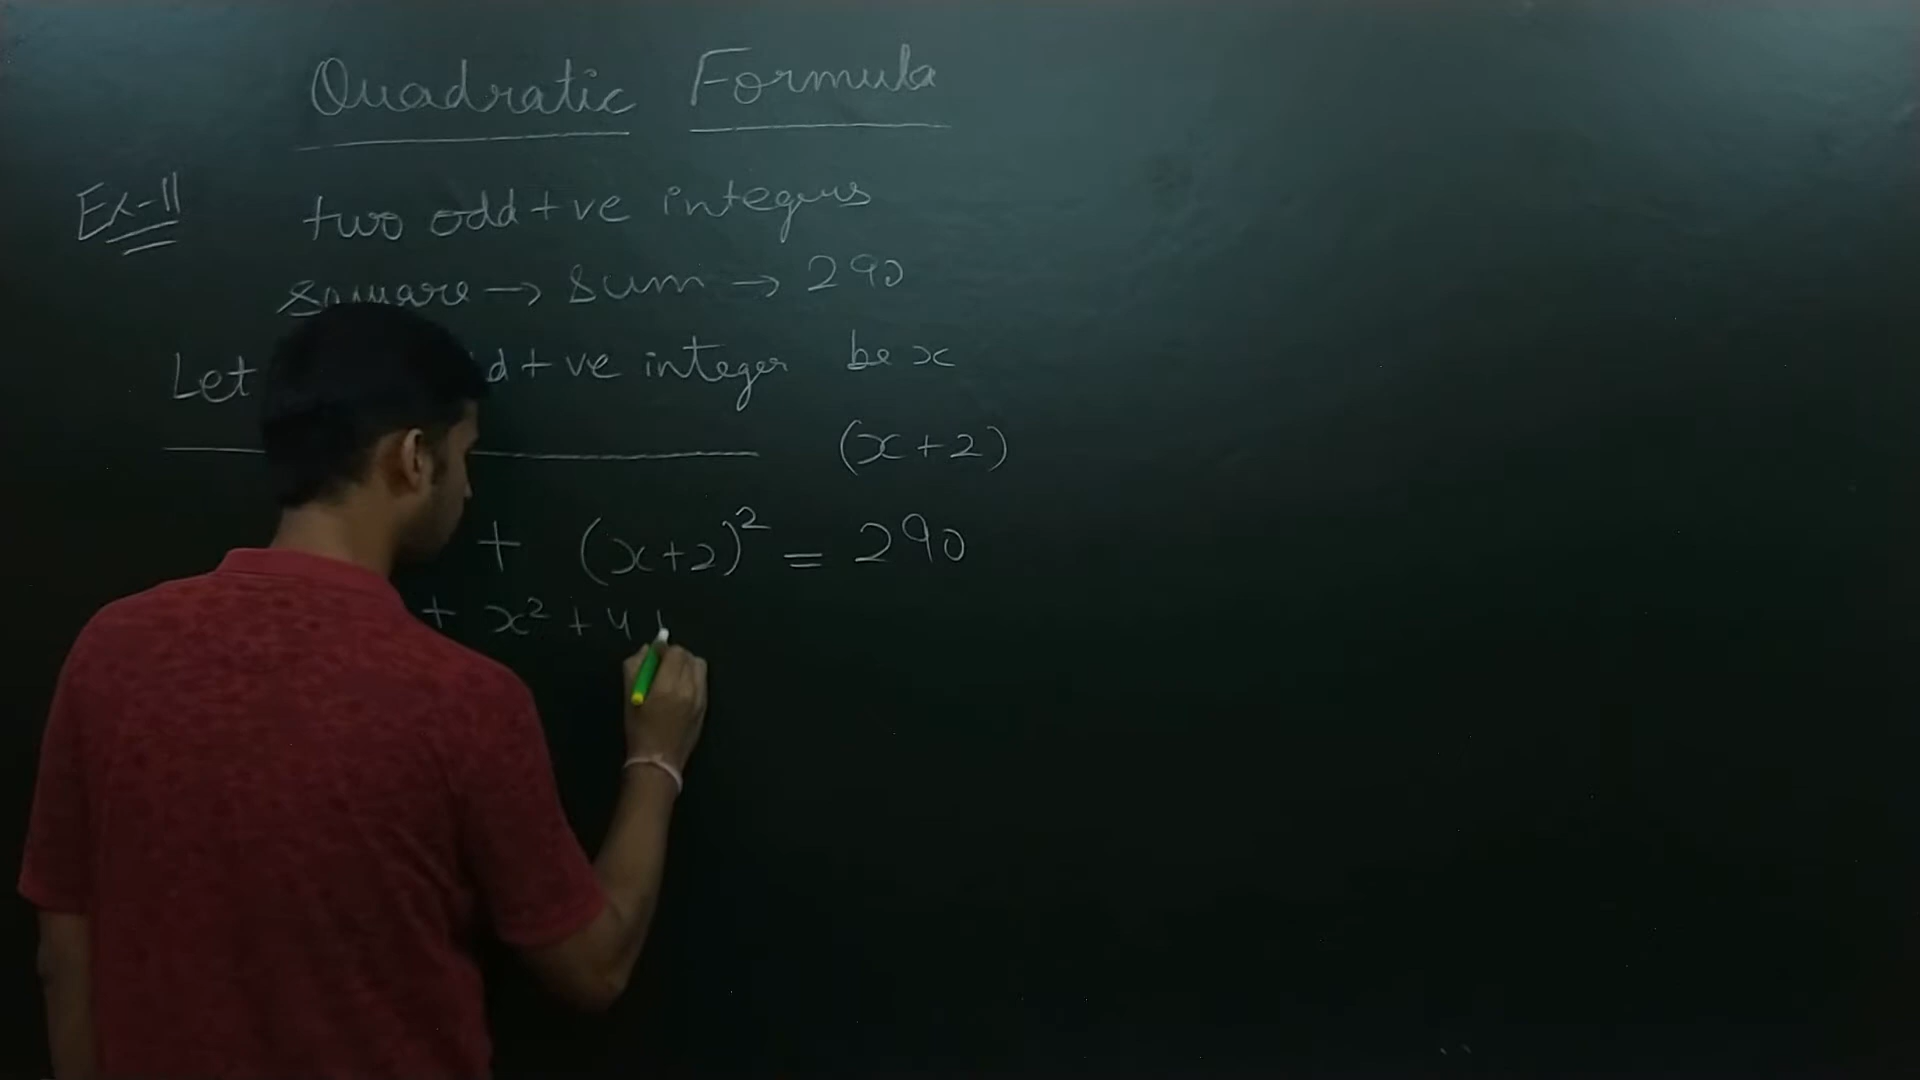 Quadratic Formula
Ex-11 two odd +ve integers
square → sum → 290
Let d +ve integer be x
(x+2)
+ (x+2)² = 290
+ x² + 4 +